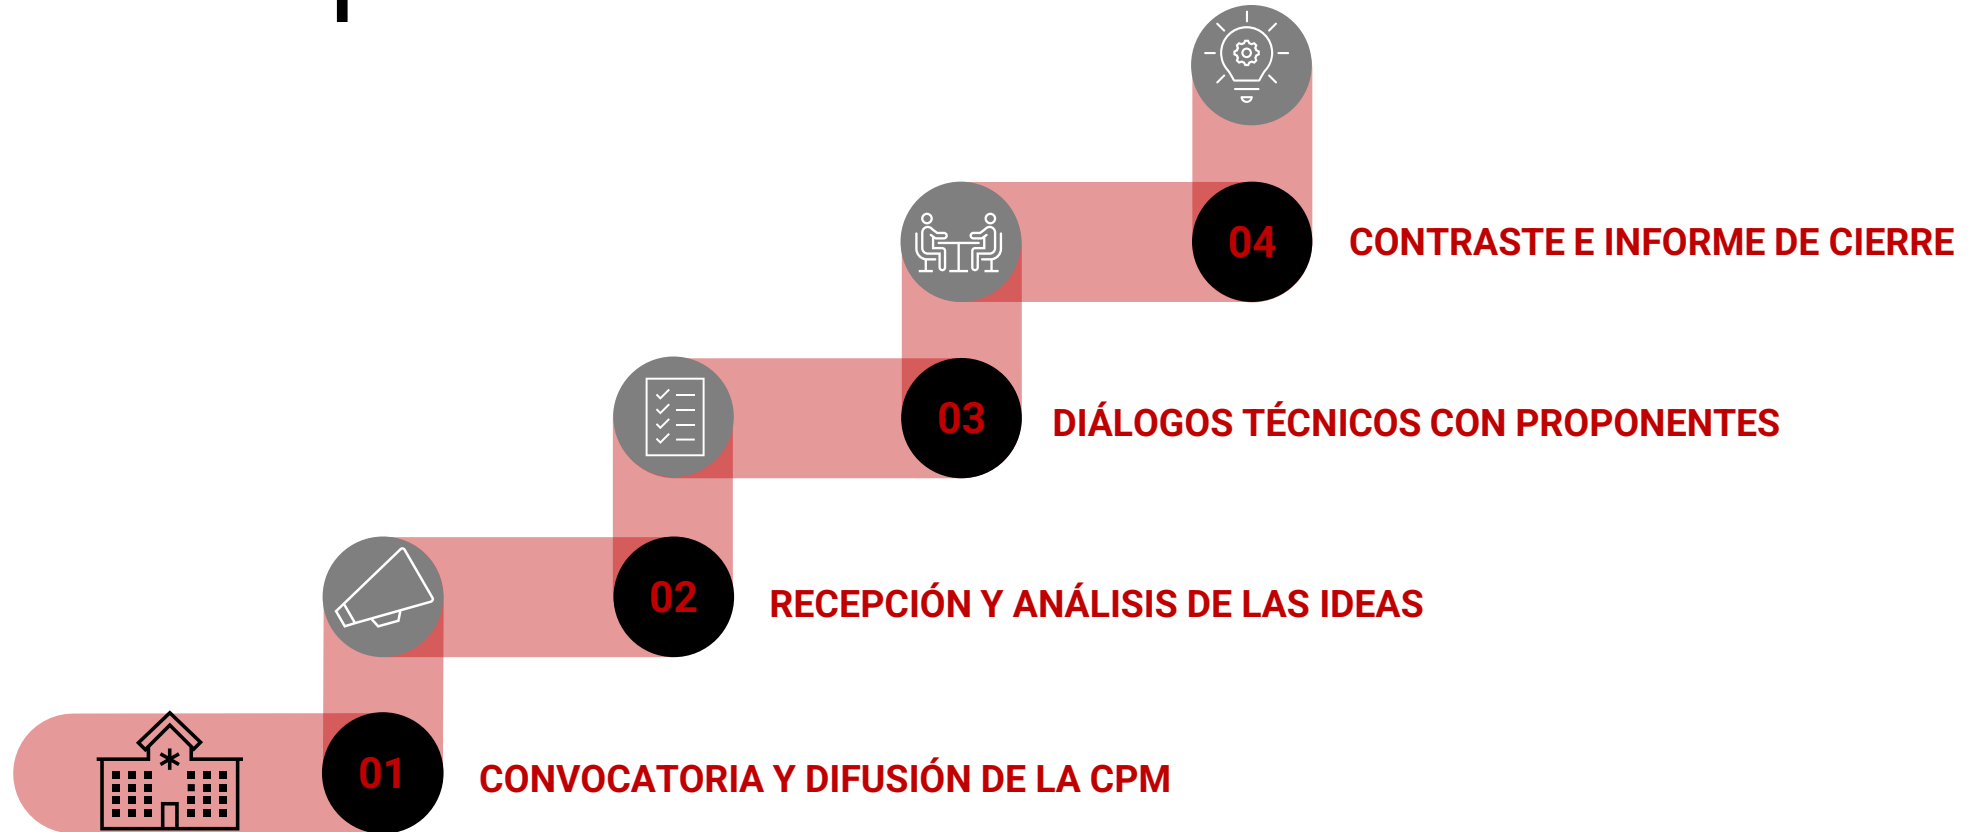 04
CONTRASTE E INFORME DE CIERRE
03
DIÁLOGOS TÉCNICOS CON PROPONENTES
02
RECEPCIÓN Y ANÁLISIS DE LAS IDEAS
01
CONVOCATORIA Y DIFUSIÓN DE LA CPM